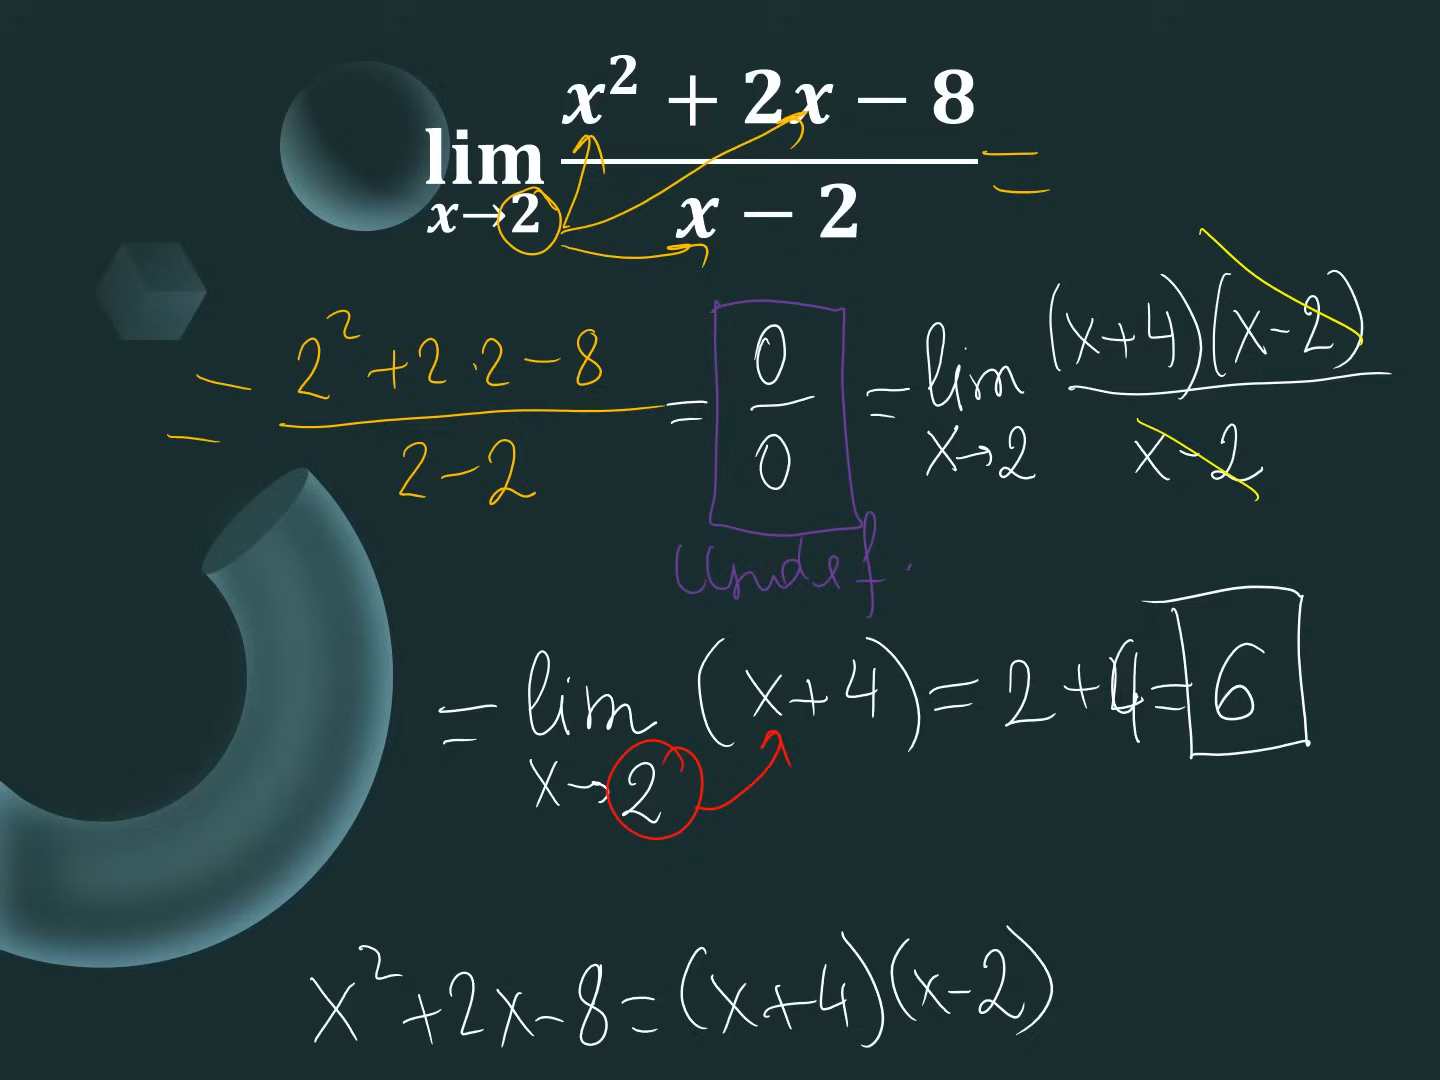 lim x→2 (x² + 2x − 8)/(x − 2) =
= (2² + 2·2 − 8)/(2 − 2) = 0/0 = lim x→2 (x+4)(x−2)/(x−2)
undef.
= lim x→2 (x+4) = 2+4 = 6
x² + 2x − 8 = (x+4)(x−2)